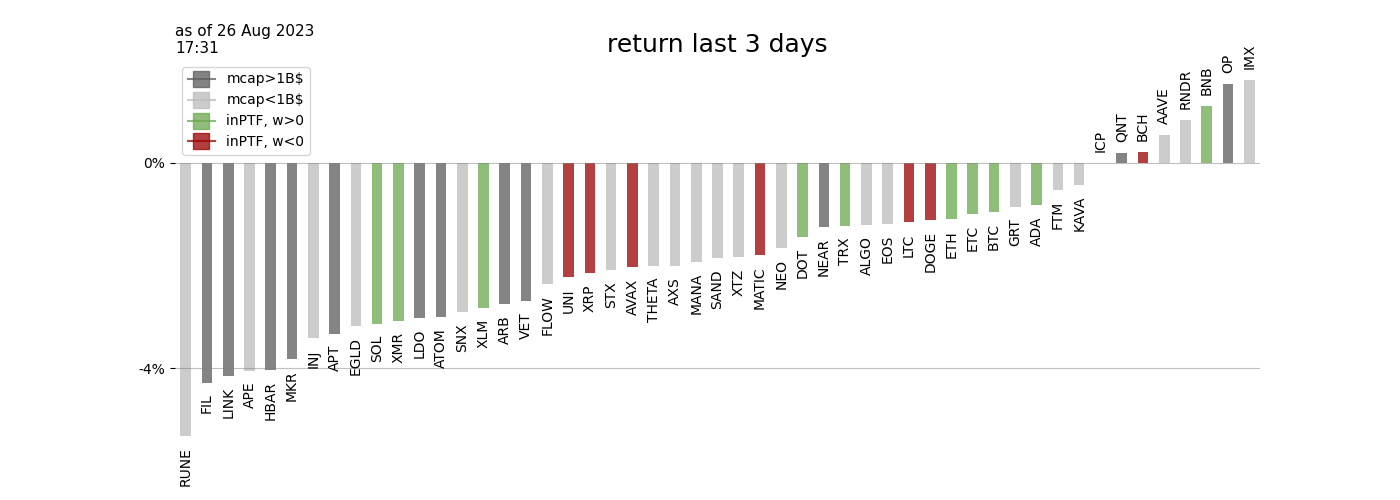 as of 26 Aug 2023
17:31
return last 3 days
mcap>1B$
mcap<1B$
inPTF, w>0
inPTF, w<0
0%
-4%
RUNE
FIL
LINK
APE
HBAR
MKR
INJ
APT
EGLD
SOL
XMR
LDO
ATOM
SNX
XLM
ARB
VET
FLOW
UNI
XRP
STX
AVAX
THETA
AXS
MANA
SAND
XTZ
MATIC
NEO
DOT
NEAR
TRX
ALGO
EOS
LTC
DOGE
ETH
ETC
BTC
GRT
ADA
FTM
KAVA
ICP
QNT
BCH
AAVE
RNDR
BNB
OP
IMX